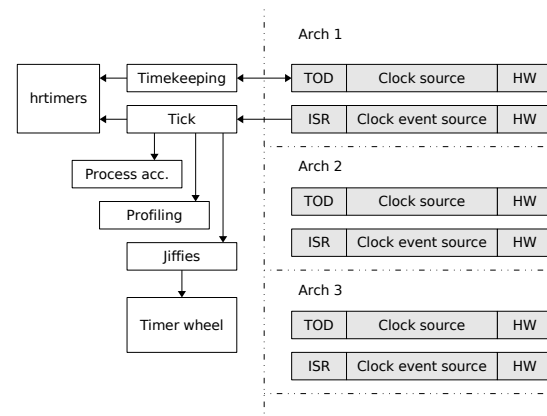 Arch 1
hrtimers
Timekeeping
TOD Clock source HW
Tick
ISR Clock event source HW
Process acc.
Profiling
Jiffies
Timer wheel
Arch 2
TOD Clock source HW
ISR Clock event source HW
Arch 3
TOD Clock source HW
ISR Clock event source HW